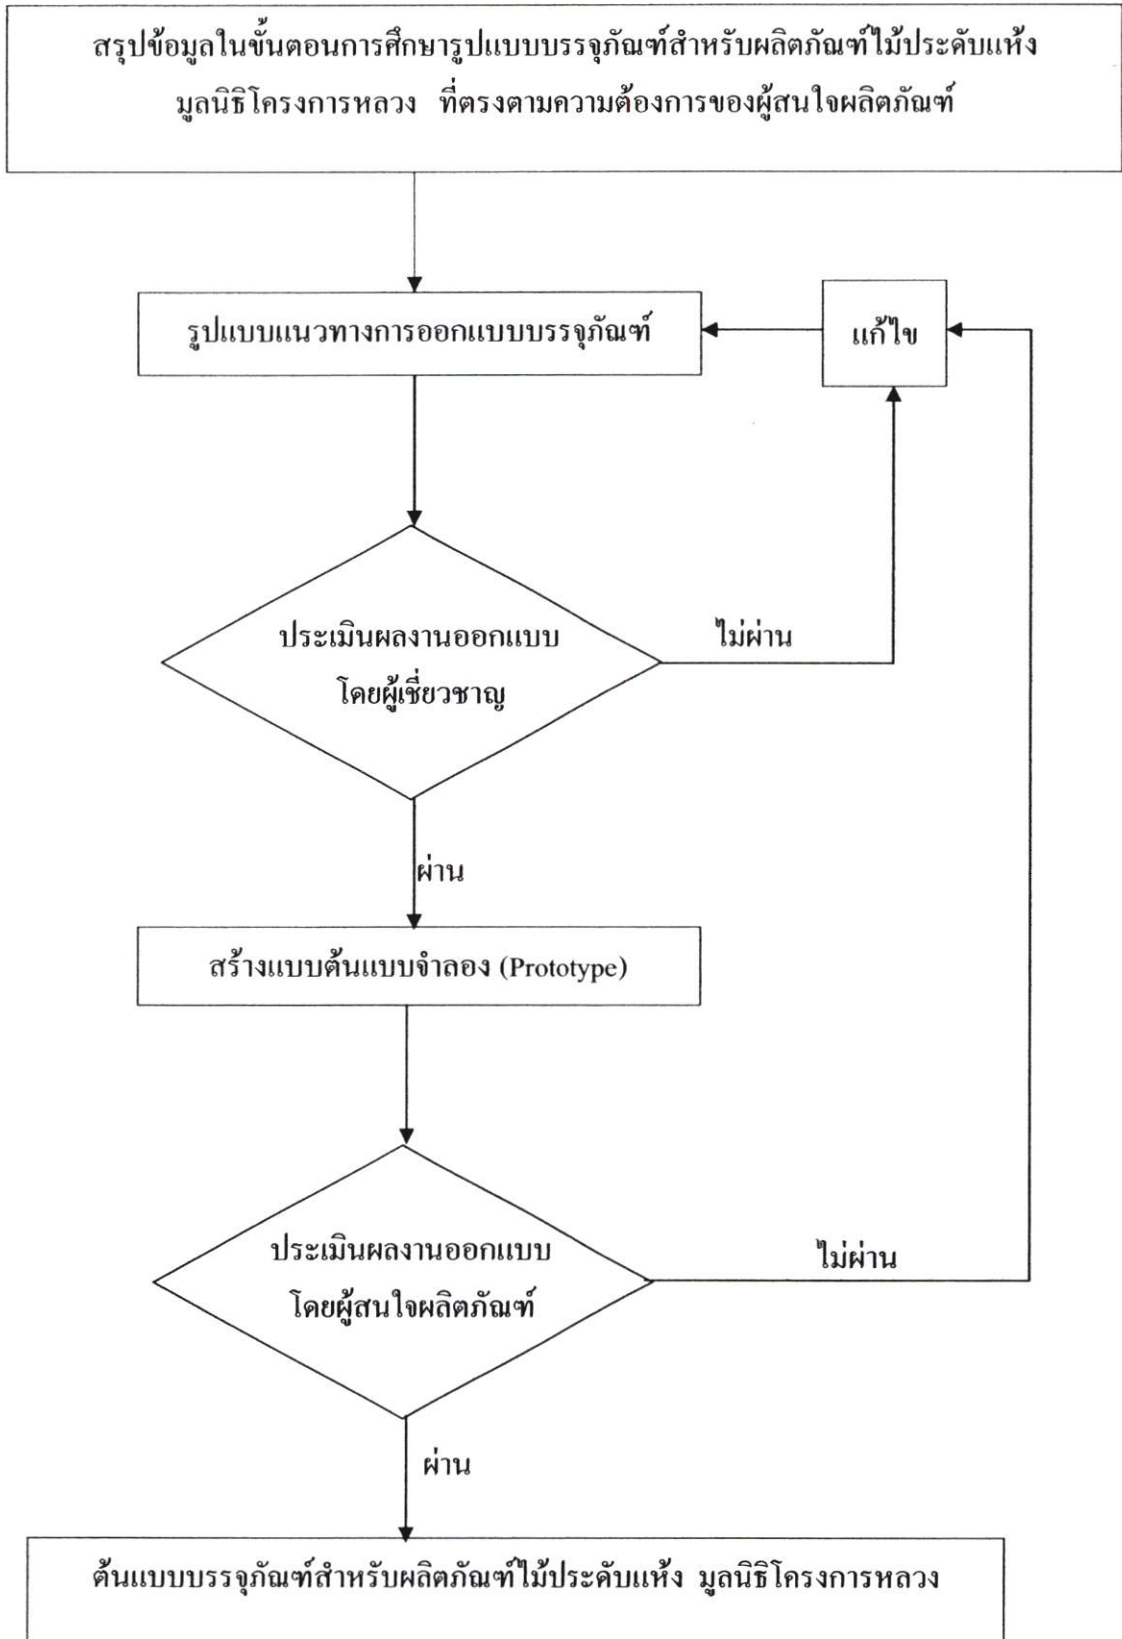 สรุปข้อมูลในขั้นตอนการศึกษารูปแบบบรรจุภัณฑ์สำหรับผลิตภัณฑ์ไม้ประดับแห้ง
มูลนิธิโครงการหลวง ที่ตรงตามความต้องการของผู้สนใจผลิตภัณฑ์
รูปแบบแนวทางการออกแบบบรรจุภัณฑ์
แก้ไข
ประเมินผลงานออกแบบ
โดยผู้เชี่ยวชาญ
ไม่ผ่าน
ผ่าน
สร้างแบบต้นแบบจำลอง (Prototype)
ประเมินผลงานออกแบบ
โดยผู้สนใจผลิตภัณฑ์
ไม่ผ่าน
ผ่าน
ต้นแบบบรรจุภัณฑ์สำหรับผลิตภัณฑ์ไม้ประดับแห้ง มูลนิธิโครงการหลวง